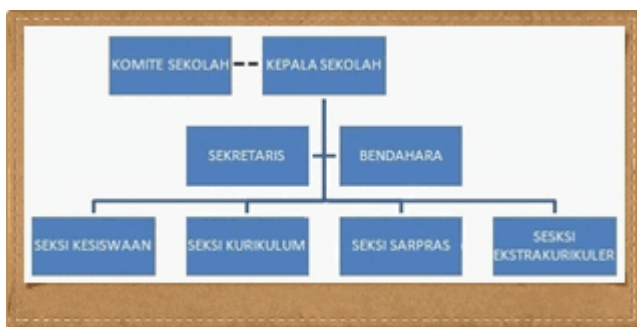 KOMITE SEKOLAH
KEPALA SEKOLAH
SEKRETARIS
BENDAHARA
SEKSI KESISWAAN
SEKSI KURIKULUM
SEKSI SARPRAS
SESKSI
EKSTRAKURIKULER